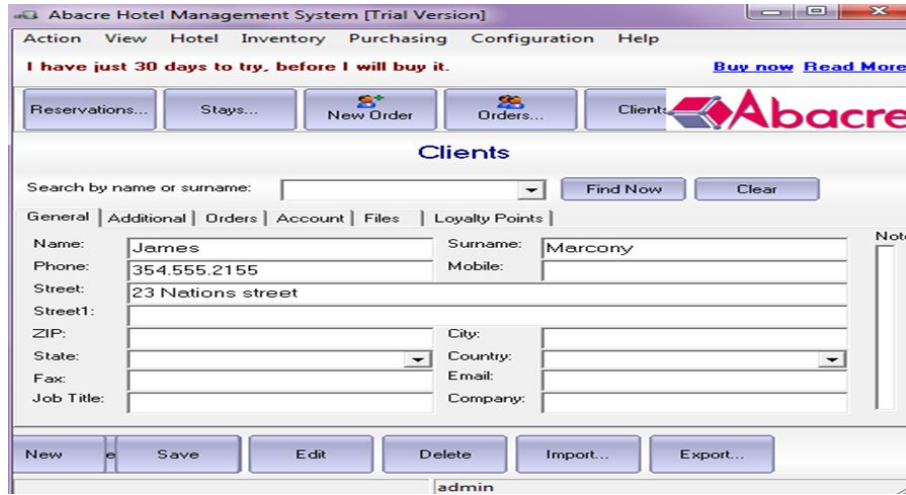 Abacre Hotel Management System [Trial Version]
Action View Hotel Inventory Purchasing Configuration Help
I have just 30 days to try, before I will buy it. Buy now Read More
Reservations... Stays... New Order Orders... Client Abacre
Clients
Search by name or surname: Find Now Clear
General Additional Orders Account Files Loyalty Points
Name: James Surname: Marcony Not
Phone: 354.555.2155 Mobile:
Street: 23 Nations street
Street1:
ZIP: City:
State: Country:
Fax: Email:
Job Title: Company:
New e Save Edit Delete Import... Export...
admin